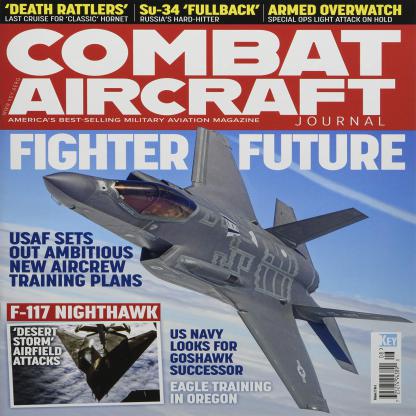 'DEATH RATTLERS'
LAST CRUISE FOR 'CLASSIC' HORNET
Su-34 'FULLBACK'
RUSSIA'S HARD-HITTER
ARMED OVERWATCH
SPECIAL OPS LIGHT ATTACK ON HOLD
COMBAT
AIRCRAFT
JOURNAL
AMERICA'S BEST-SELLING MILITARY AVIATION MAGAZINE
FIGHTER FUTURE
USAF SETS
OUT AMBITIOUS
NEW AIRCREW
TRAINING PLANS
F-117 NIGHTHAWK
'DESERT
STORM'
AIRFIELD
ATTACKS
US NAVY
LOOKS FOR
GOSHAWK
SUCCESSOR
EAGLE TRAINING
IN OREGON
KEY